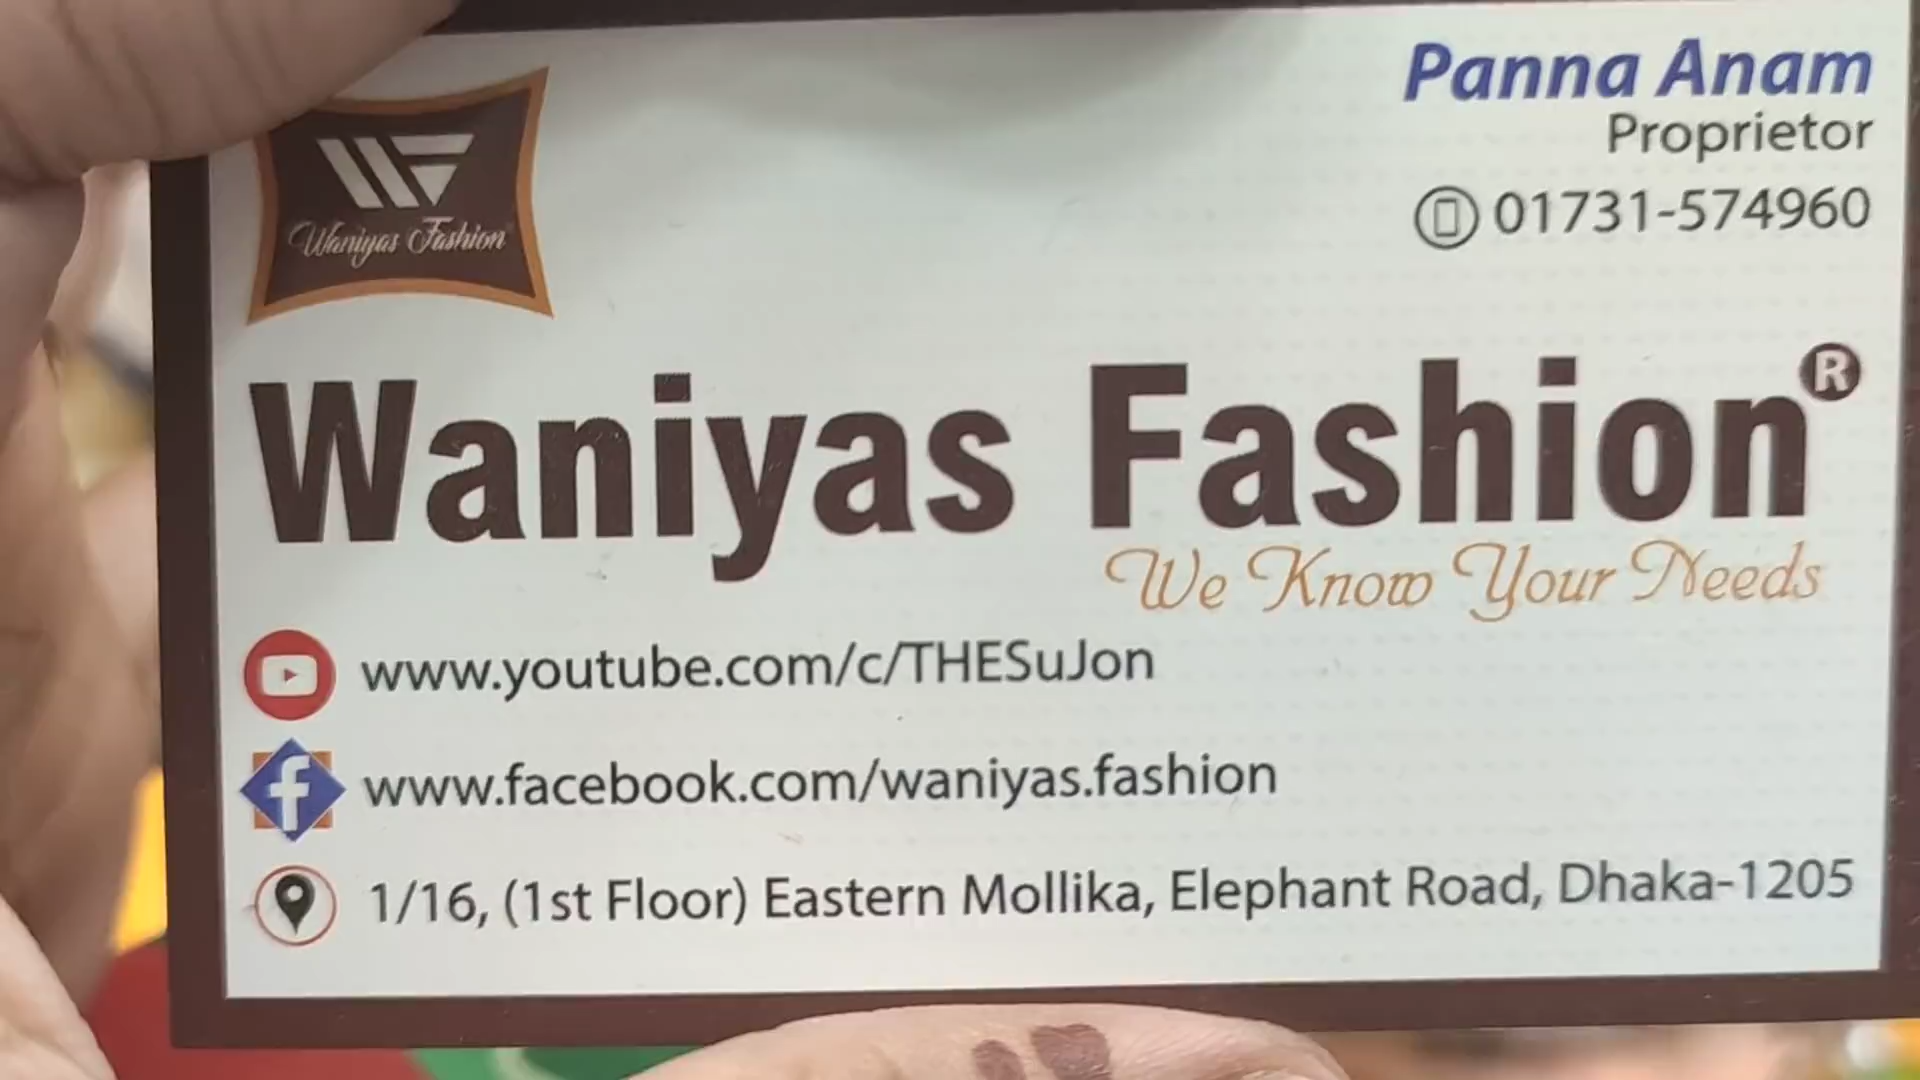 Panna Anam
Proprietor
01731-574960
WF
Waniyas Fashion
Waniyas Fashion®
We Know Your Needs
www.youtube.com/c/THESuJon
www.facebook.com/waniyas.fashion
1/16, (1st Floor) Eastern Mollika, Elephant Road, Dhaka-1205